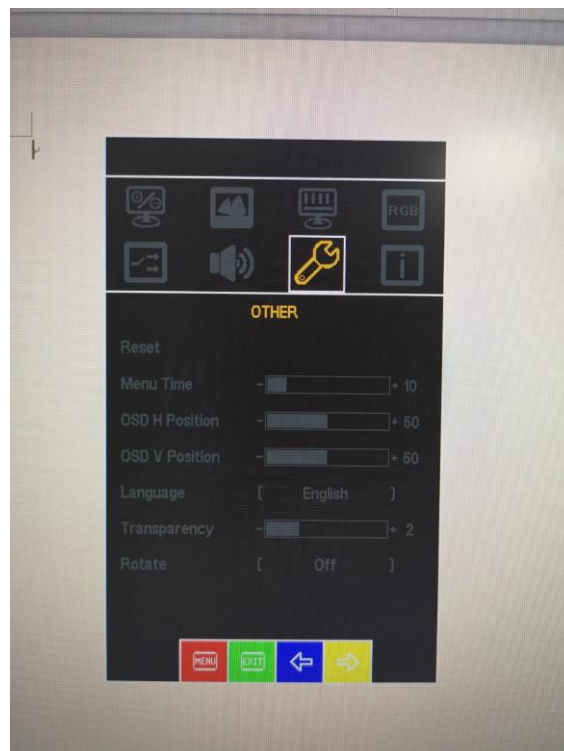 RGB
i
OTHER
Reset
Menu Time - + 10
OSD H Position - + 50
OSD V Position - + 50
Language [ English ]
Transparency - + 2
Rotate [ Off ]
MENU EXIT